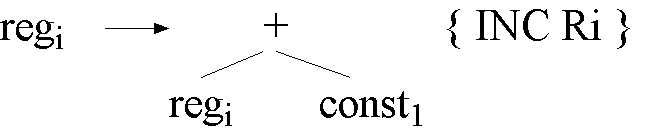 regᵢ → + { INC Ri }
regᵢ const₁